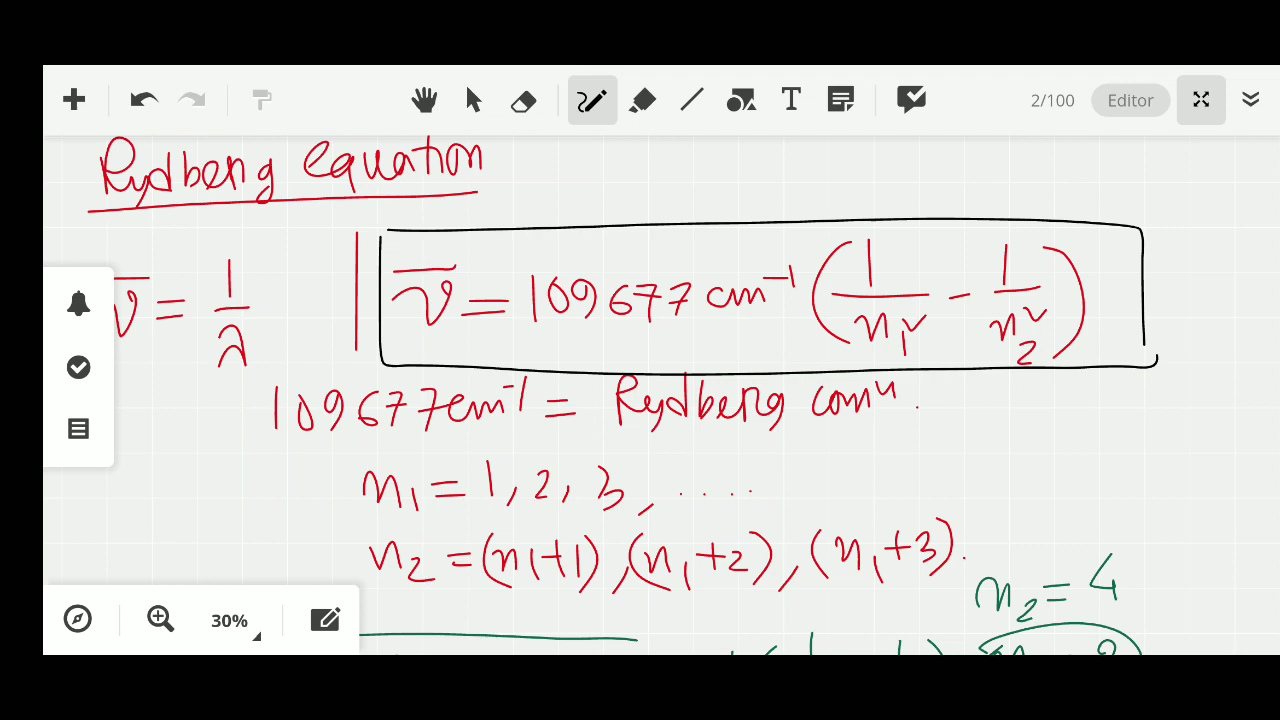 2/100 Editor
Rydberg Equation
ν̅ = 1/λ
ν̅ = 109677 cm⁻¹ (1/n₁² − 1/n₂²)
109677 cm⁻¹ = Rydberg
n₁ = 1, 2, 3, .....
n₂ = (n₁+1), (n₁+2), (n₁+3).
n₂ = 4
30%